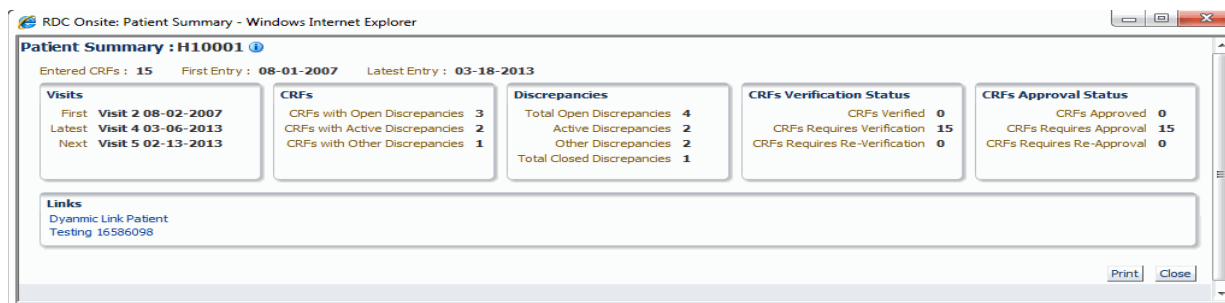 RDC Onsite: Patient Summary - Windows Internet Explorer
Patient Summary : H10001
Entered CRFs : 15 First Entry : 08-01-2007 Latest Entry : 03-18-2013
Visits
First Visit 2 08-02-2007
Latest Visit 4 03-06-2013
Next Visit 5 02-13-2013
CRFs
CRFs with Open Discrepancies 3
CRFs with Active Discrepancies 2
CRFs with Other Discrepancies 1
Discrepancies
Total Open Discrepancies 4
Active Discrepancies 2
Other Discrepancies 2
Total Closed Discrepancies 1
CRFs Verification Status
CRFs Verified 0
CRFs Requires Verification 15
CRFs Requires Re-Verification 0
CRFs Approval Status
CRFs Approved 0
CRFs Requires Approval 15
CRFs Requires Re-Approval 0
Links
Dyanmic Link Patient
Testing 16586098
Print Close